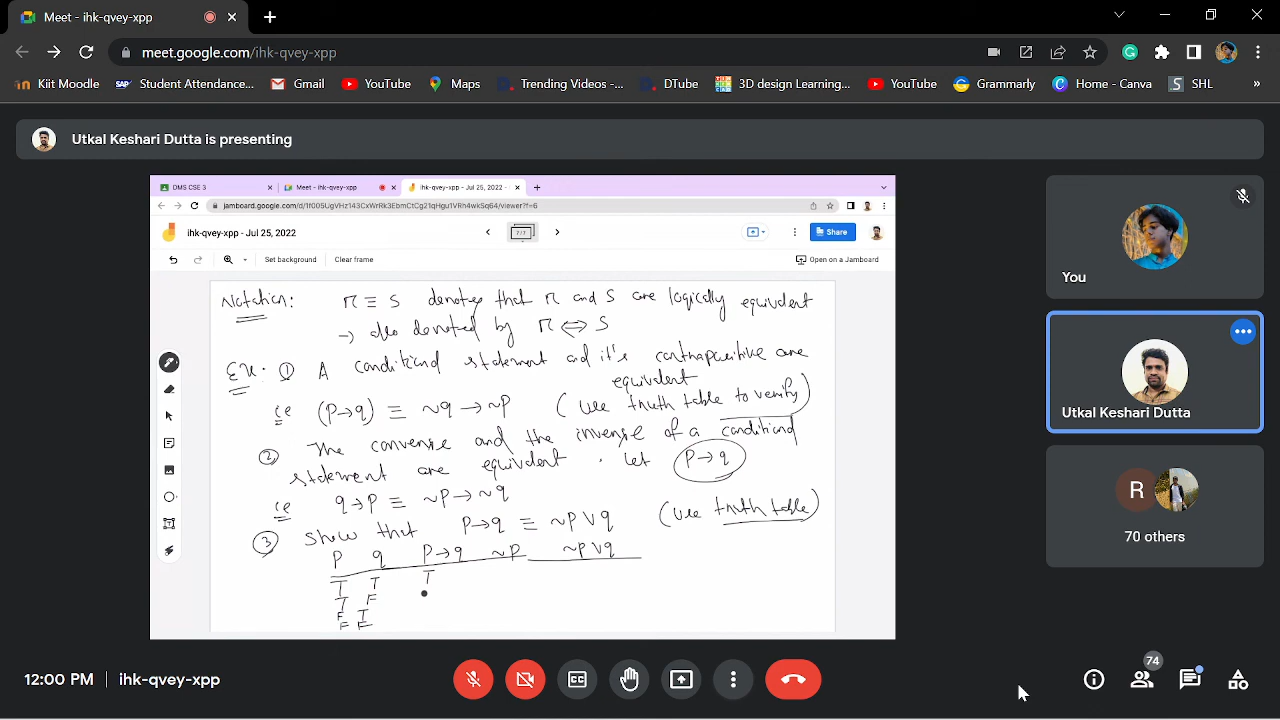 Meet - ihk-qvey-xpp
meet.google.com/ihk-qvey-xpp
Kiit Moodle
SAP
Student Attendance...
Gmail
YouTube
Maps
Trending Videos -...
DTube
3D design Learning...
YouTube
Grammarly
Home - Canva
SHL
»
Utkal Keshari Dutta is presenting
DMS CSE 3
Meet - ihk-qvey-xpp
ihk-qvey-xpp - Jul 25, 2022 -
ihk-qvey-xpp - Jul 25, 2022
7/7
Share
Set background
Clear frame
Open on a Jamboard
Notation: r ≡ s denotes that r and s are logically equivalent
→ also denoted by r ⇔ s
Ex. ① A conditional statement and it's contrapositive are
equivalent
ie (P→q) ≡ ~q → ~p (Use truth table to verify)
② The converse and the inverse of a conditional
statement are equivalent. Let P→q
ie q→p ≡ ~p→~q
③ Show that P→q ≡ ~p∨q (Use truth table)
P q P→q ~p ~p∨q
T T T
T F
F T
F F
You
Utkal Keshari Dutta
R
70 others
12:00 PM | ihk-qvey-xpp
74